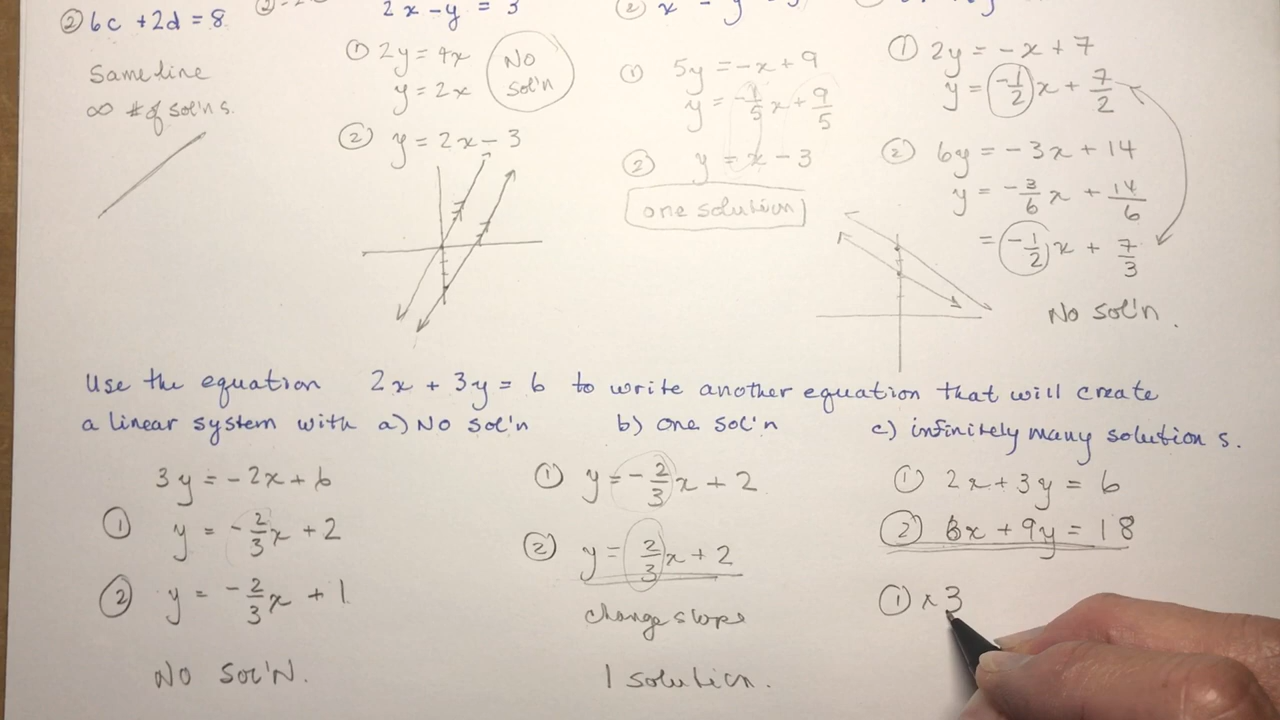 ② 6c + 2d = 8
Same line
∞ # of sol'n s.
2x - y = 3
① 2y = 4x
y = 2x
No
sol'n
② y = 2x - 3
② x - y
① 5y = -x + 9
y = -1/5 x + 9/5
② y = x - 3
one solution
① 2y = -x + 7
y = -1/2 x + 7/2
② 6y = -3x + 14
y = -3/6 x + 14/6
= -1/2 x + 7/3
No sol'n.
Use the equation 2x + 3y = 6 to write another equation that will create
a linear system with a) No sol'n b) one sol'n c) infinitely many solution s.
3y = -2x + 6
① y = -2/3 x + 2
② y = -2/3 x + 1
No Sol'N.
① y = -2/3 x + 2
② y = 2/3 x + 2
change slope
1 solution.
① 2x + 3y = 6
② 6x + 9y = 18
① x 3